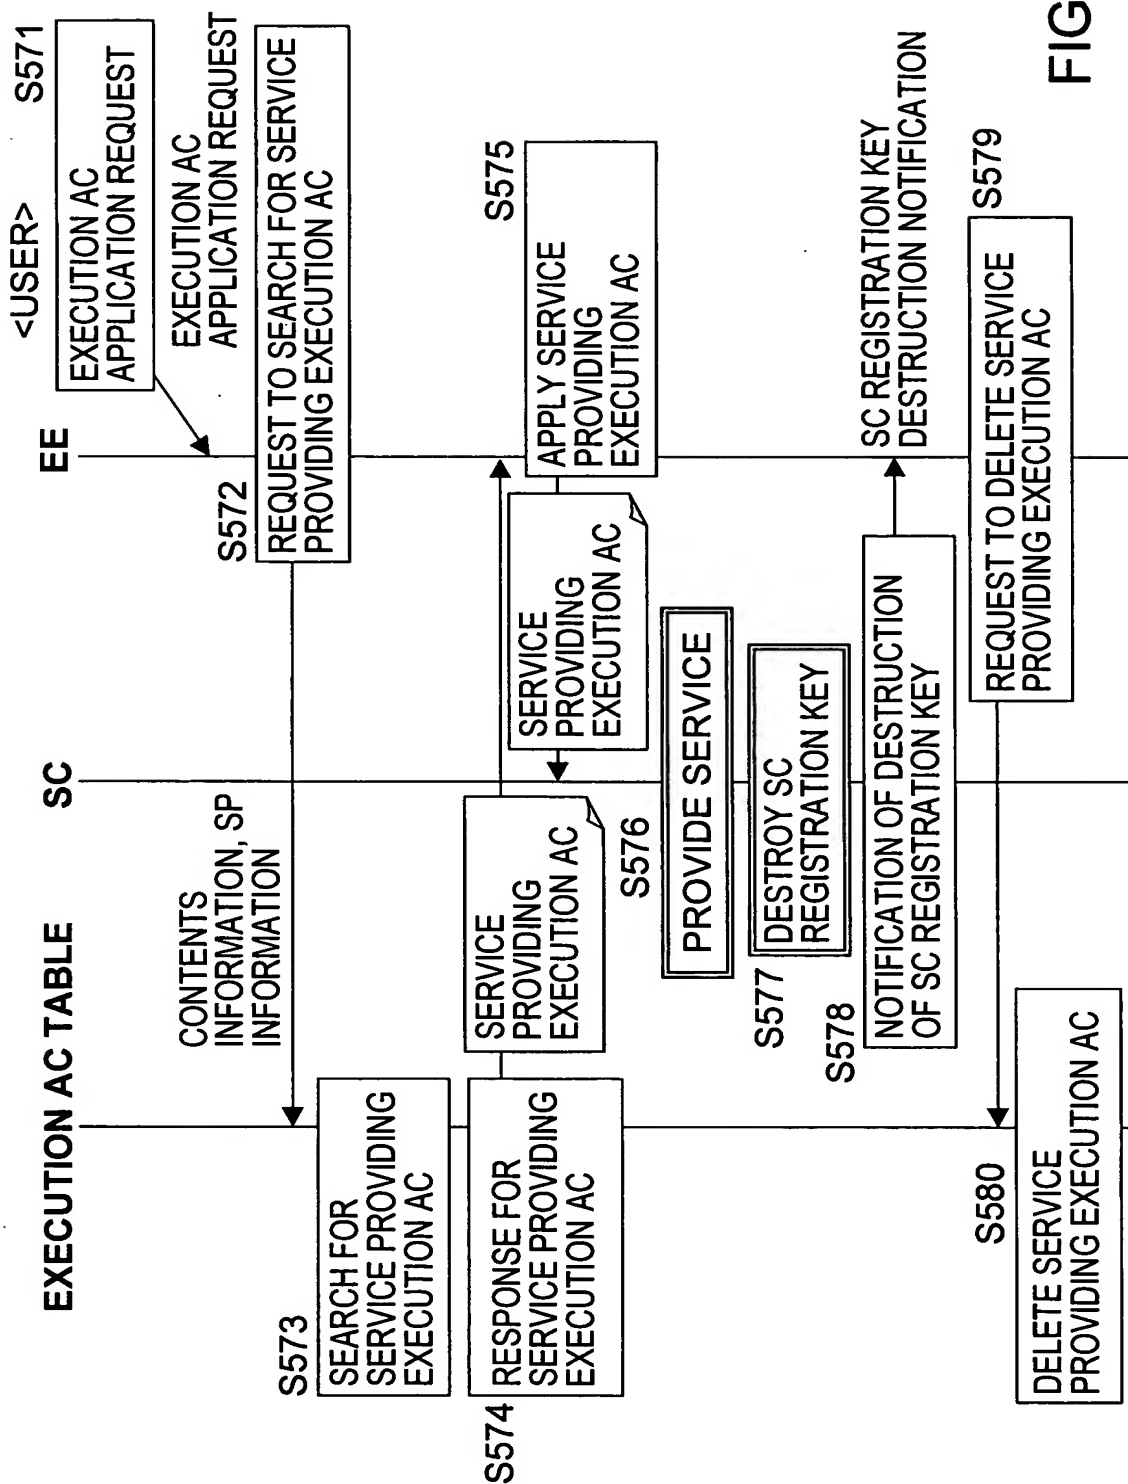 EXECUTION AC TABLE
SC
EE
<USER>
S571
EXECUTION AC
APPLICATION REQUEST
EXECUTION AC
APPLICATION REQUEST
S572
REQUEST TO SEARCH FOR SERVICE
PROVIDING EXECUTION AC
CONTENTS
INFORMATION, SP
INFORMATION
S573
SEARCH FOR
SERVICE PROVIDING
EXECUTION AC
S574
RESPONSE FOR
SERVICE PROVIDING
EXECUTION AC
SERVICE
PROVIDING
EXECUTION AC
S575
APPLY SERVICE
PROVIDING
EXECUTION AC
SERVICE
PROVIDING
EXECUTION AC
S576
PROVIDE SERVICE
S577
DESTROY SC
REGISTRATION KEY
S578
NOTIFICATION OF DESTRUCTION
OF SC REGISTRATION KEY
SC REGISTRATION KEY
DESTRUCTION NOTIFICATION
S579
REQUEST TO DELETE SERVICE
PROVIDING EXECUTION AC
S580
DELETE SERVICE
PROVIDING EXECUTION AC
FIG